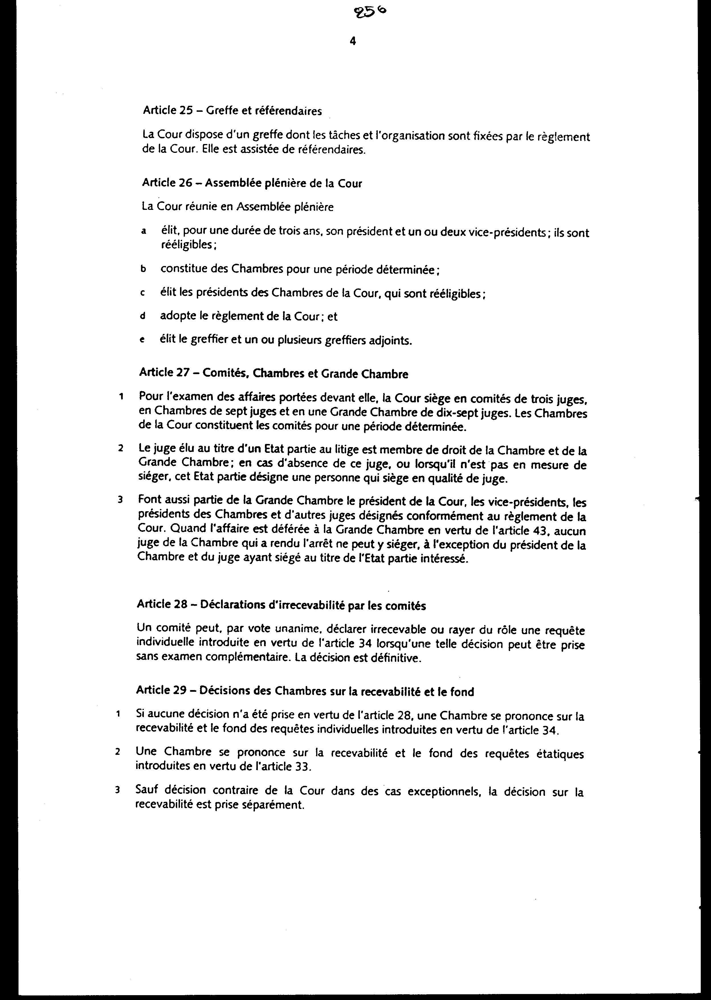 256
4
Article 25 – Greffe et référendaires
La Cour dispose d'un greffe dont les tâches et l'organisation sont fixées par le règlement
de la Cour. Elle est assistée de référendaires.
Article 26 – Assemblée plénière de la Cour
La Cour réunie en Assemblée plénière
a élit, pour une durée de trois ans, son président et un ou deux vice-présidents ; ils sont
rééligibles ;
b constitue des Chambres pour une période déterminée ;
c élit les présidents des Chambres de la Cour, qui sont rééligibles ;
d adopte le règlement de la Cour ; et
e élit le greffier et un ou plusieurs greffiers adjoints.
Article 27 – Comités, Chambres et Grande Chambre
1 Pour l'examen des affaires portées devant elle, la Cour siège en comités de trois juges,
en Chambres de sept juges et en une Grande Chambre de dix-sept juges. Les Chambres
de la Cour constituent les comités pour une période déterminée.
2 Le juge élu au titre d'un Etat partie au litige est membre de droit de la Chambre et de la
Grande Chambre ; en cas d'absence de ce juge, ou lorsqu'il n'est pas en mesure de
siéger, cet Etat partie désigne une personne qui siège en qualité de juge.
3 Font aussi partie de la Grande Chambre le président de la Cour, les vice-présidents, les
présidents des Chambres et d'autres juges désignés conformément au règlement de la
Cour. Quand l'affaire est déférée à la Grande Chambre en vertu de l'article 43, aucun
juge de la Chambre qui a rendu l'arrêt ne peut y siéger, à l'exception du président de la
Chambre et du juge ayant siégé au titre de l'Etat partie intéressé.
Article 28 – Déclarations d'irrecevabilité par les comités
Un comité peut, par vote unanime, déclarer irrecevable ou rayer du rôle une requête
individuelle introduite en vertu de l'article 34 lorsqu'une telle décision peut être prise
sans examen complémentaire. La décision est définitive.
Article 29 – Décisions des Chambres sur la recevabilité et le fond
1 Si aucune décision n'a été prise en vertu de l'article 28, une Chambre se prononce sur la
recevabilité et le fond des requêtes individuelles introduites en vertu de l'article 34.
2 Une Chambre se prononce sur la recevabilité et le fond des requêtes étatiques
introduites en vertu de l'article 33.
3 Sauf décision contraire de la Cour dans des cas exceptionnels, la décision sur la
recevabilité est prise séparément.